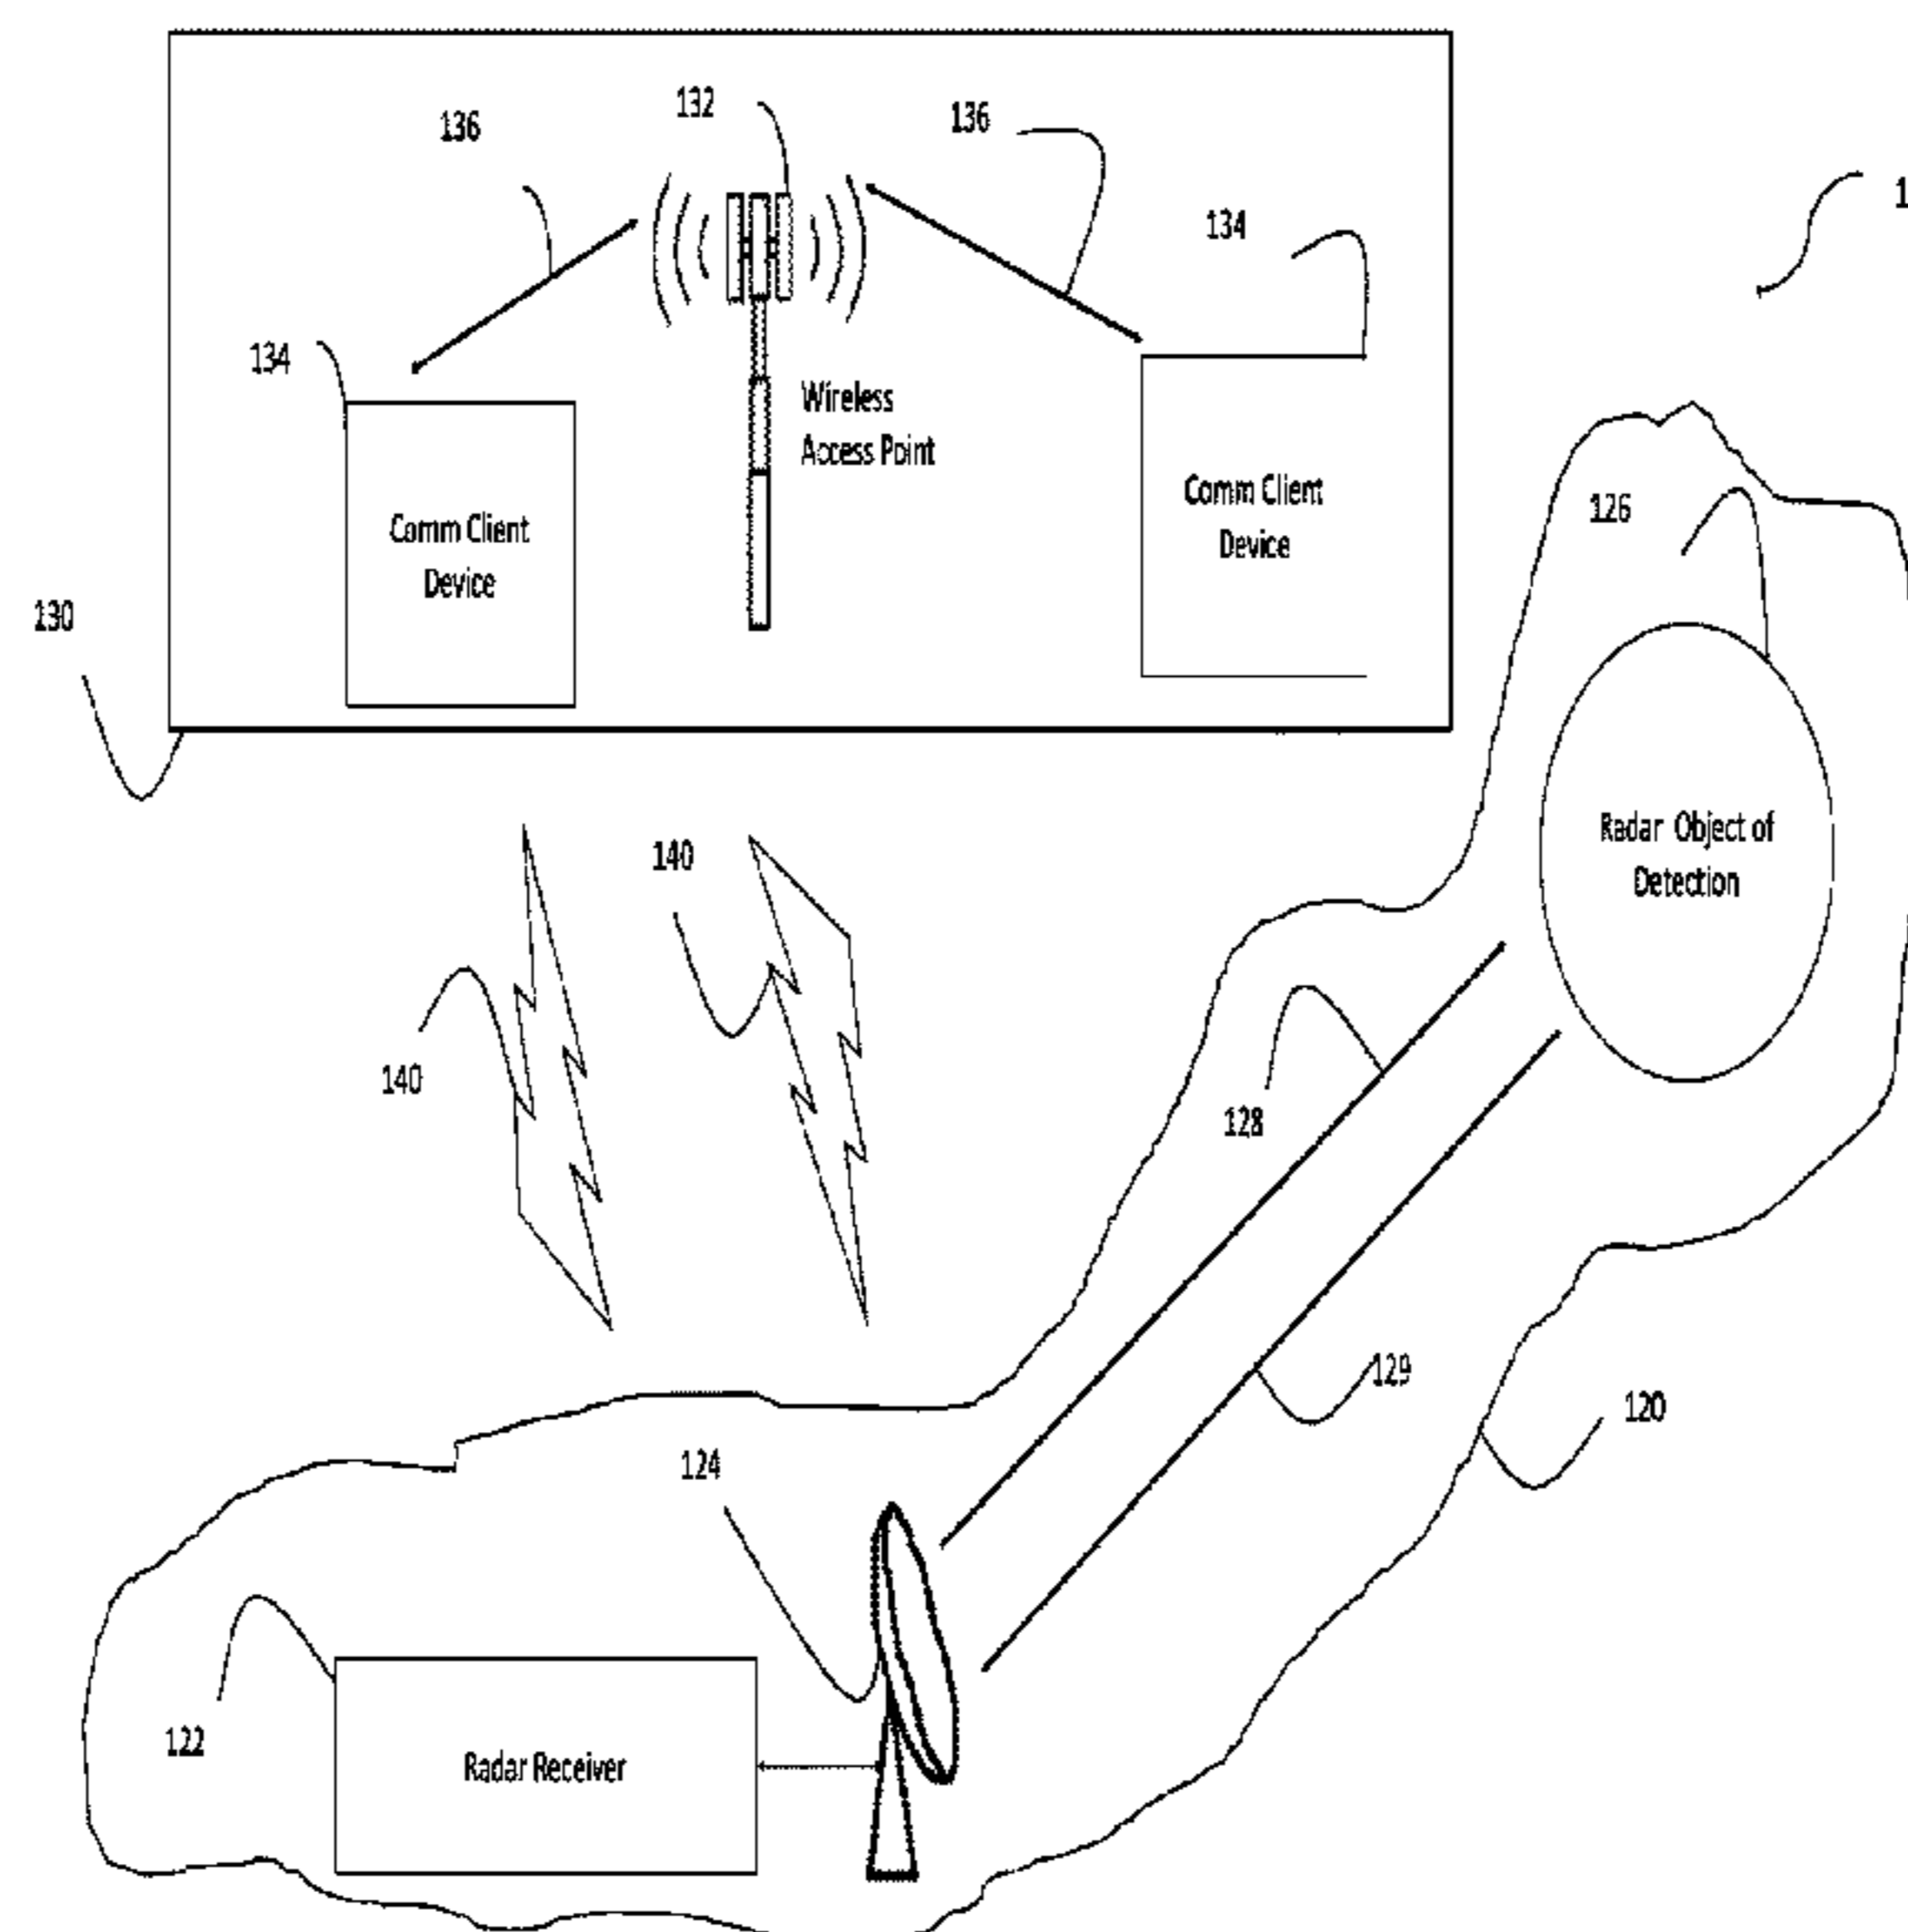 132
136
136
134
1
134
Wireless
Access Point
Comm Client
Device
126
Comm Client
Device
130
Radar Object of
Detection
140
140
128
129
120
124
122
Radar Receiver